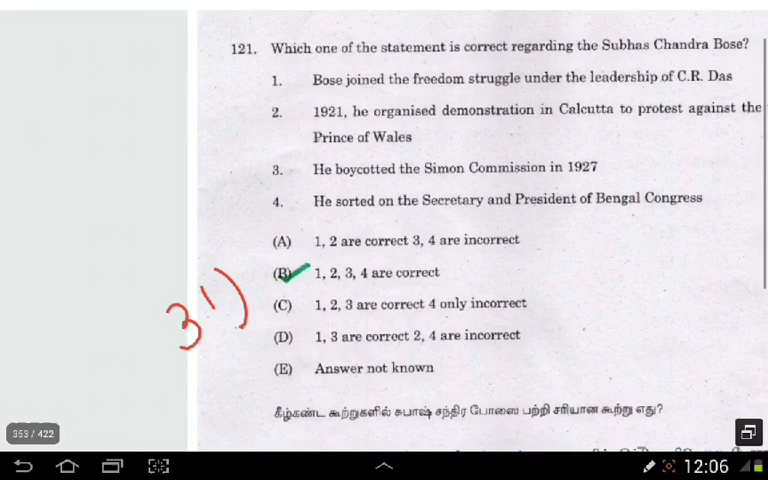 121. Which one of the statement is correct regarding the Subhas Chandra Bose?
1. Bose joined the freedom struggle under the leadership of C.R. Das
2. 1921, he organised demonstration in Calcutta to protest against the
Prince of Wales
3. He boycotted the Simon Commission in 1927
4. He sorted on the Secretary and President of Bengal Congress
(A) 1, 2 are correct 3, 4 are incorrect
(B) 1, 2, 3, 4 are correct
(C) 1, 2, 3 are correct 4 only incorrect
31)
(D) 1, 3 are correct 2, 4 are incorrect
(E) Answer not known
கீழ்கண்ட கூற்றுகளில் சுபாஷ் சந்திர போஸை பற்றி சரியான கூற்று எது?
353 / 422
12:06